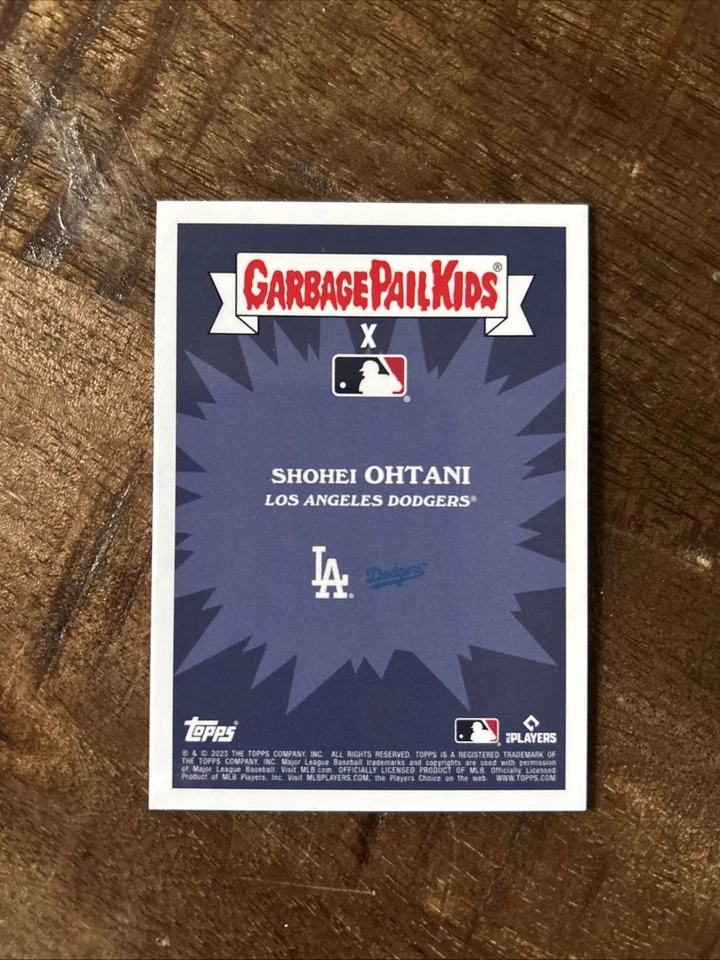 GARBAGE PAIL KIDS®
X
®
SHOHEI OHTANI
LOS ANGELES DODGERS®
LA® Dodgers™
topps®
MLB PLAYERS
® & © 2023 THE TOPPS COMPANY, INC. ALL RIGHTS RESERVED. TOPPS IS A REGISTERED TRADEMARK OF
THE TOPPS COMPANY, INC. Major League Baseball trademarks and copyrights are used with permission
of Major League Baseball. Visit MLB.com. OFFICIALLY LICENSED PRODUCT OF MLB. Officially Licensed
Product of MLB Players, Inc. Visit MLBPLAYERS.COM, the Players Choice on the web. WWW.TOPPS.COM